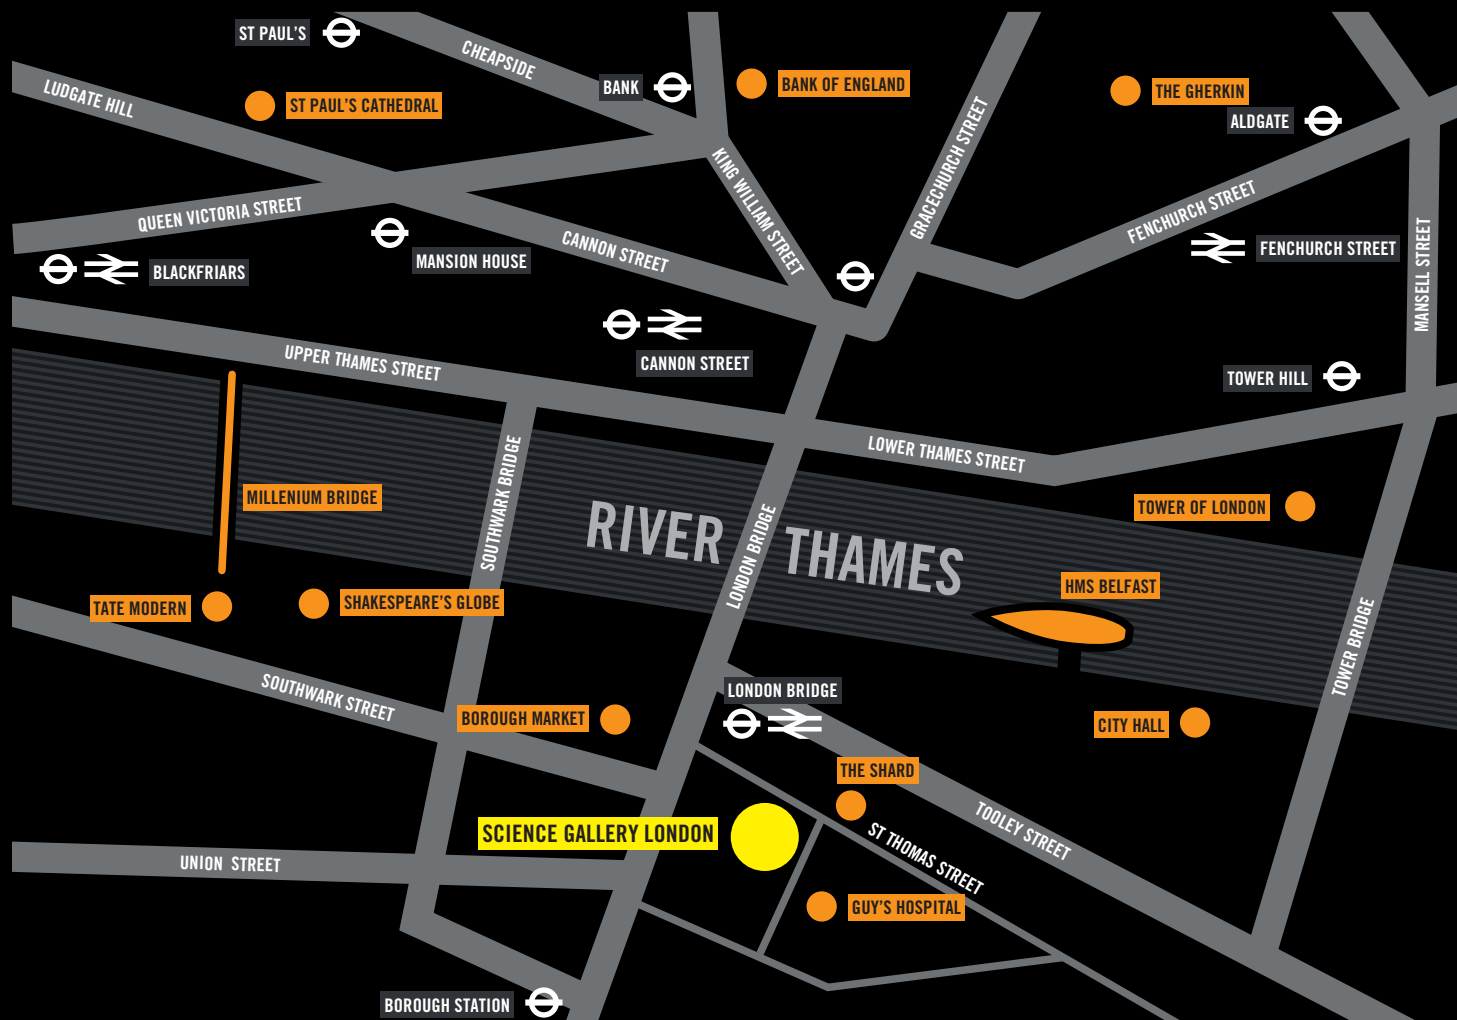 ST PAUL'S
CHEAPSIDE
LUDGATE HILL
ST PAUL'S CATHEDRAL
BANK
BANK OF ENGLAND
THE GHERKIN
ALDGATE
KING WILLIAM STREET
GRACECHURCH STREET
QUEEN VICTORIA STREET
FENCHURCH STREET
CANNON STREET
MANSION HOUSE
FENCHURCH STREET
MANSELL STREET
BLACKFRIARS
UPPER THAMES STREET
CANNON STREET
TOWER HILL
LOWER THAMES STREET
MILLENIUM BRIDGE
SOUTHWARK BRIDGE
RIVER THAMES
LONDON BRIDGE
TOWER OF LONDON
HMS BELFAST
TATE MODERN
SHAKESPEARE'S GLOBE
TOWER BRIDGE
SOUTHWARK STREET
LONDON BRIDGE
BOROUGH MARKET
CITY HALL
THE SHARD
SCIENCE GALLERY LONDON
TOOLEY STREET
ST THOMAS STREET
UNION STREET
GUY'S HOSPITAL
BOROUGH STATION